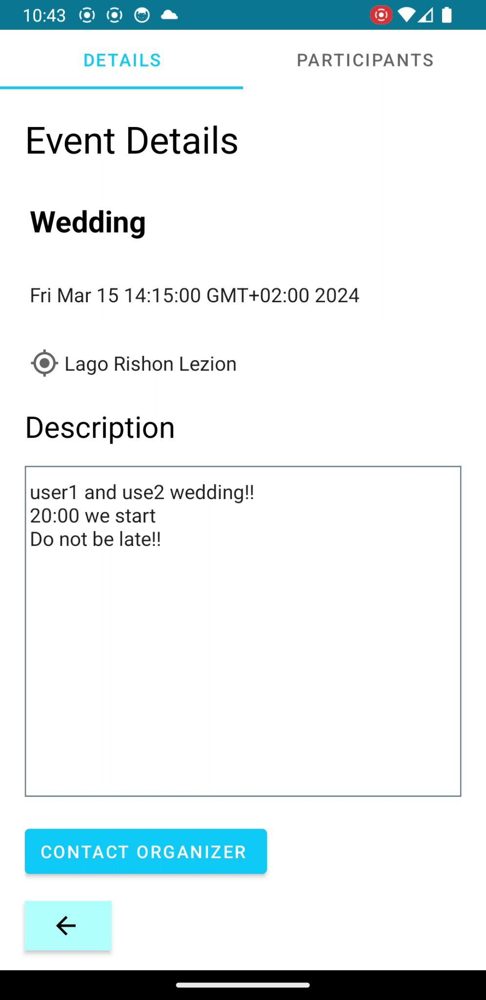 10:43
DETAILS
PARTICIPANTS
Event Details
Wedding
Fri Mar 15 14:15:00 GMT+02:00 2024
Lago Rishon Lezion
Description
user1 and use2 wedding!!
20:00 we start
Do not be late!!
CONTACT ORGANIZER